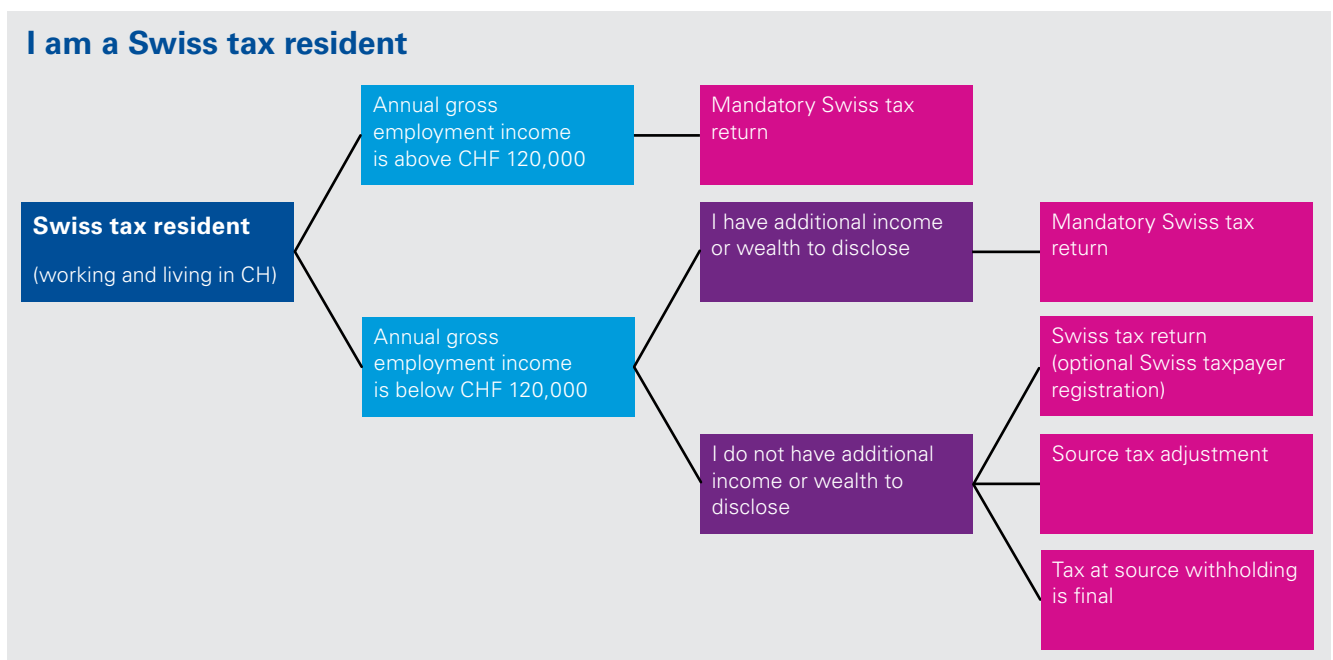 I am a Swiss tax resident
Annual gross
employment income
is above CHF 120,000
Mandatory Swiss tax
return
Swiss tax resident
(working and living in CH)
I have additional income
or wealth to disclose
Mandatory Swiss tax
return
Annual gross
employment income
is below CHF 120,000
Swiss tax return
(optional Swiss taxpayer
registration)
I do not have additional
income or wealth to
disclose
Source tax adjustment
Tax at source withholding
is final